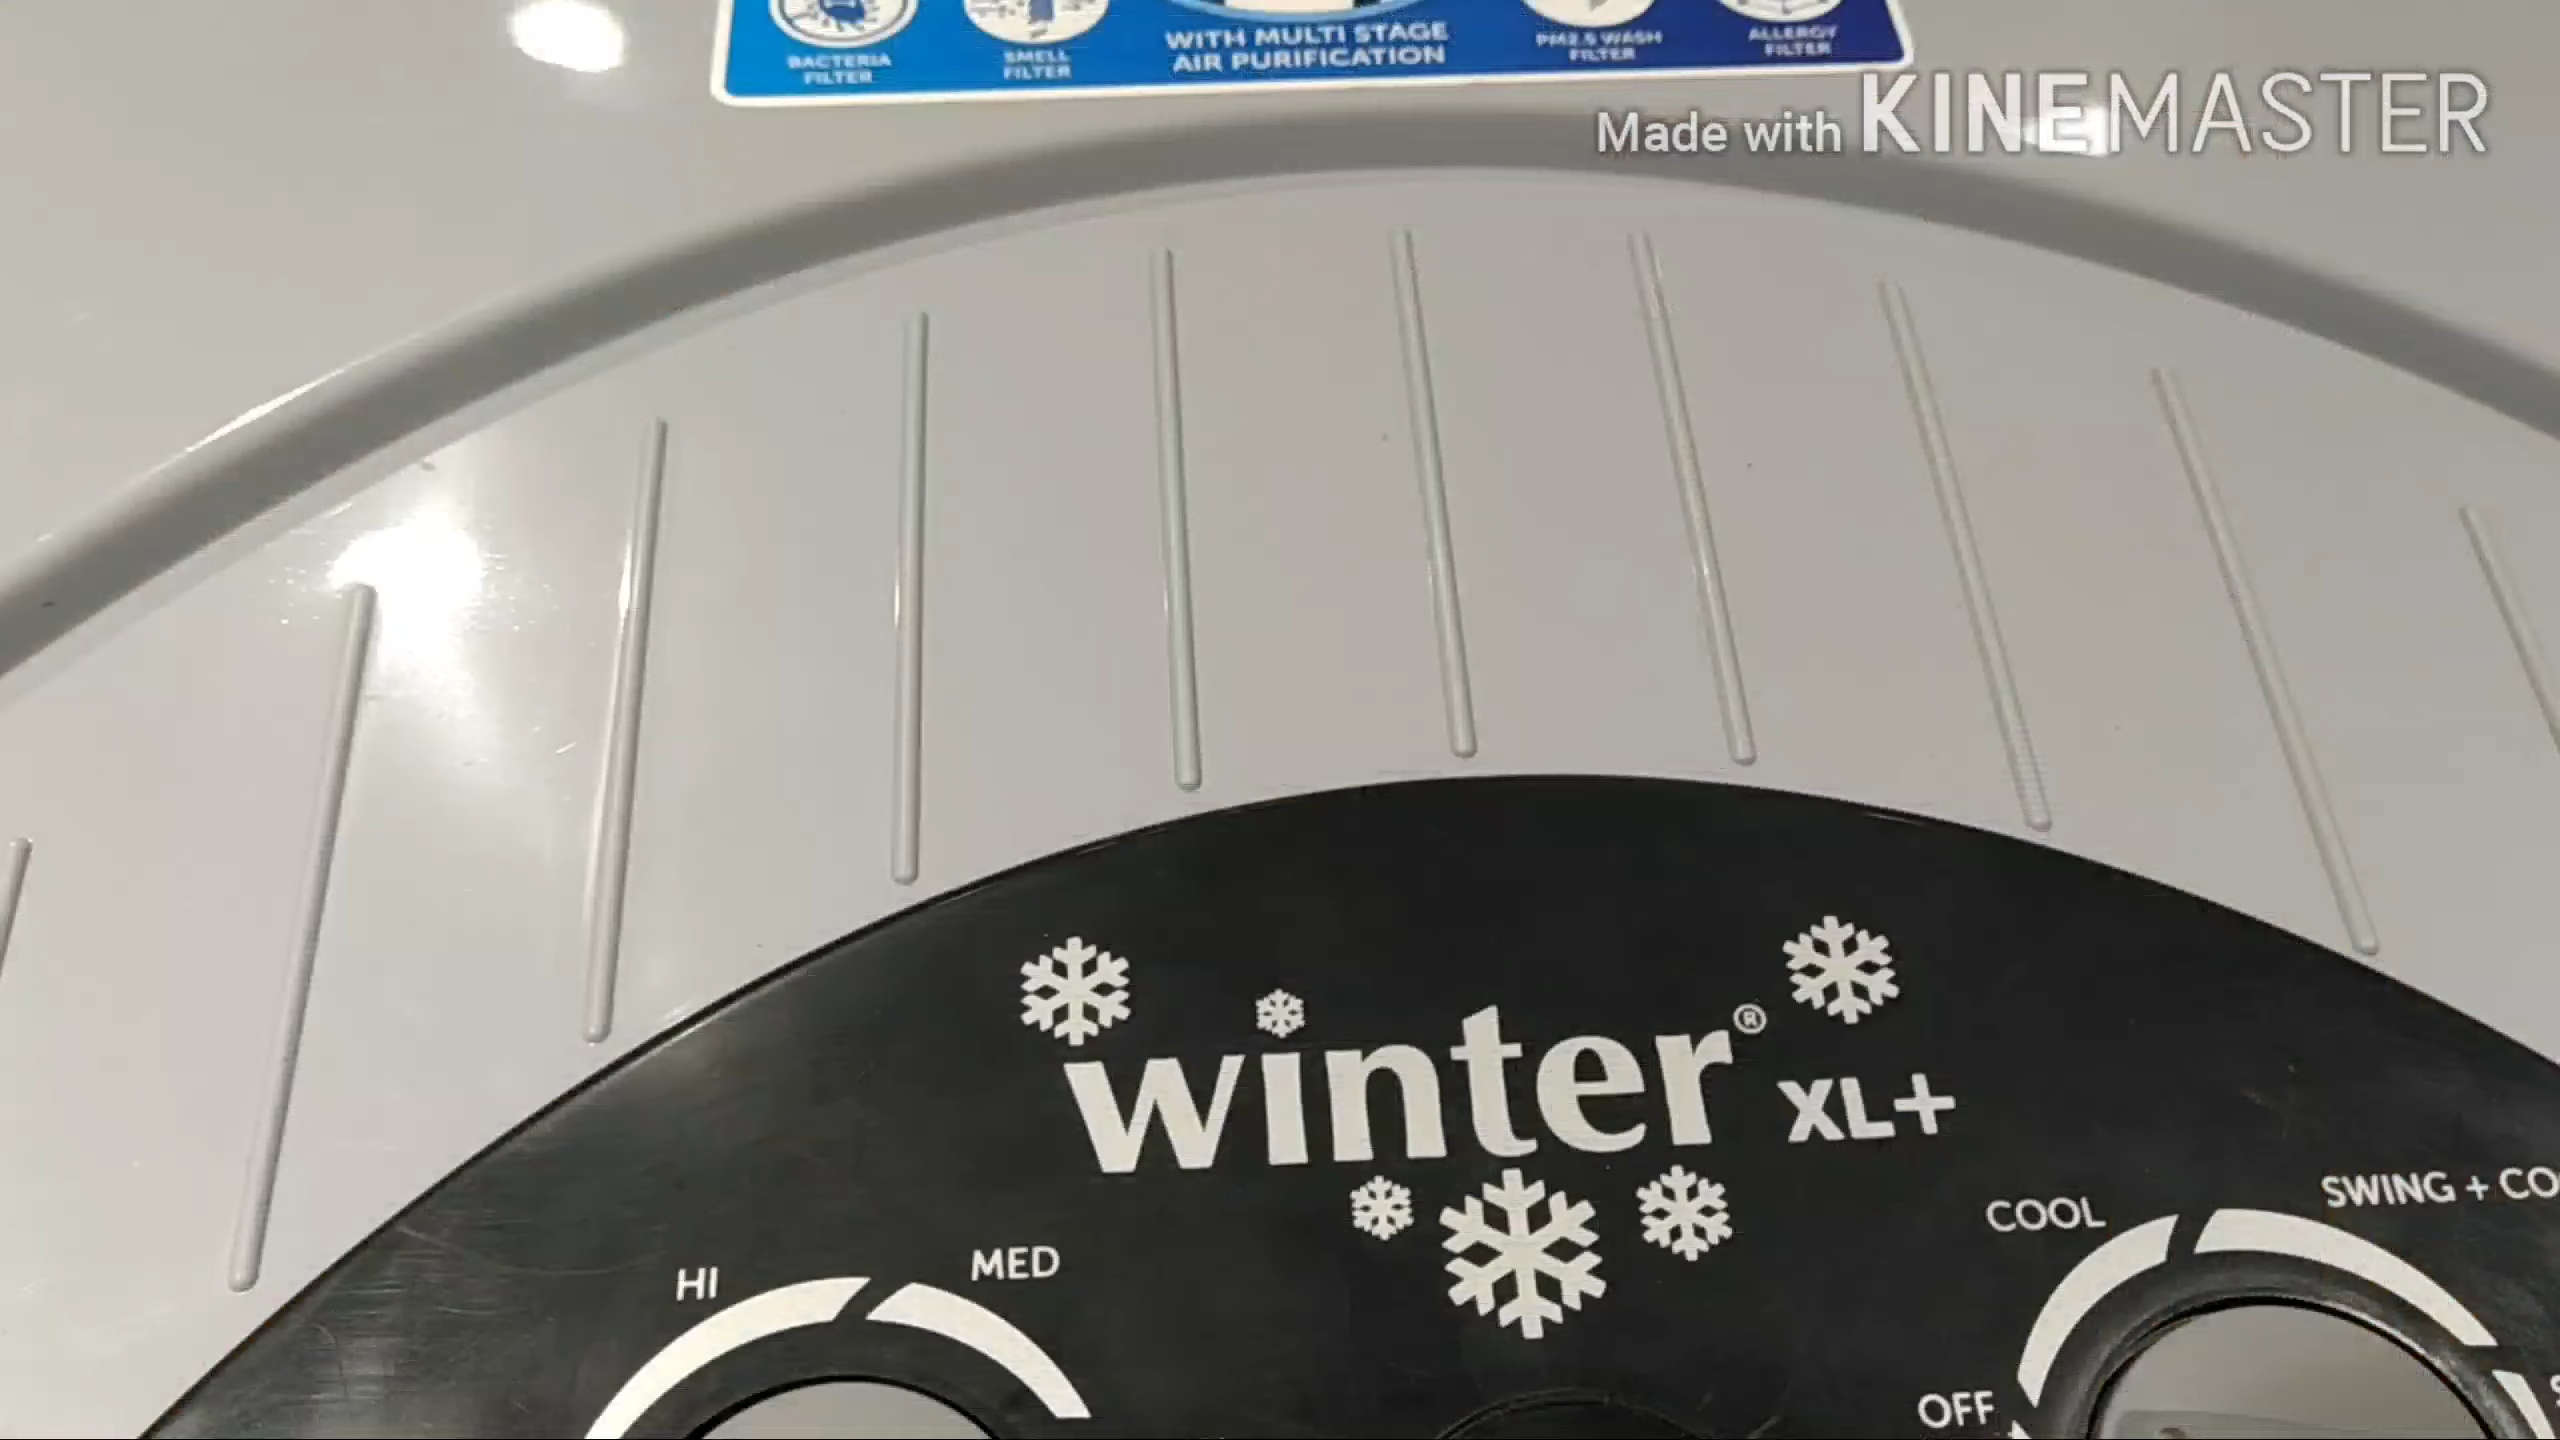 BACTERIA
FILTER
SMELL
FILTER
WITH MULTI STAGE
AIR PURIFICATION
PM2.5 WASH
FILTER
ALLERGY
FILTER
Made with KINEMASTER
winter® XL+
HI
MED
COOL
SWING + CO
OFF